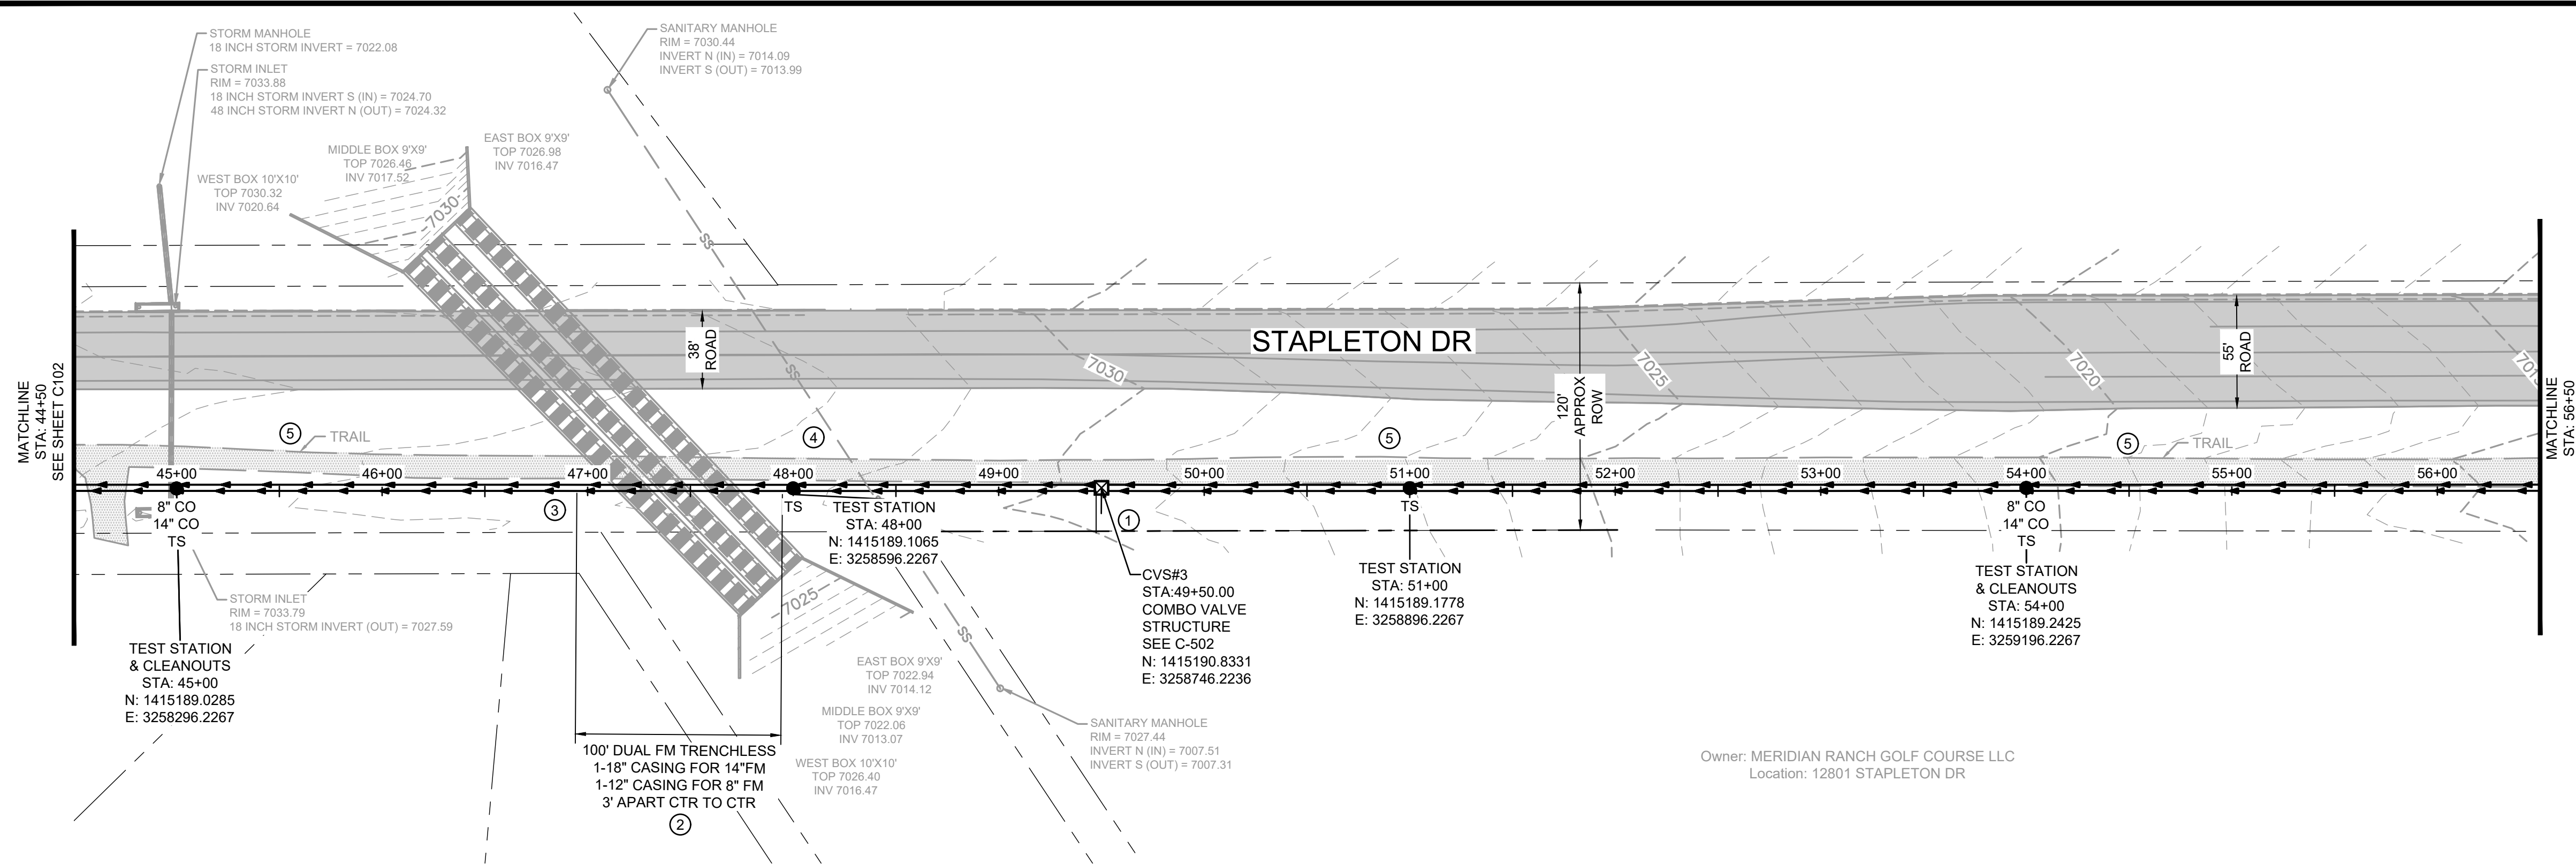 STORM MANHOLE
18 INCH STORM INVERT = 7022.08
STORM INLET
RIM = 7033.88
18 INCH STORM INVERT S (IN) = 7024.70
48 INCH STORM INVERT N (OUT) = 7024.32
SANITARY MANHOLE
RIM = 7030.44
INVERT N (IN) = 7014.09
INVERT S (OUT) = 7013.99
EAST BOX 9'X9'
TOP 7026.98
INV 7016.47
MIDDLE BOX 9'X9'
TOP 7026.46
INV 7017.52
WEST BOX 10'X10'
TOP 7030.32
INV 7020.64
7030
SS
SS
38'
ROAD
STAPLETON DR
7030
7025
7020
55'
ROAD
120'
APPROX
ROW
MATCHLINE
STA: 44+50
SEE SHEET C102
MATCHLINE
STA: 56+50
5
TRAIL
4
5
5
TRAIL
45+00
46+00
47+00
48+00
49+00
50+00
51+00
52+00
53+00
54+00
55+00
56+00
8" CO
14" CO
TS
3
TS
TEST STATION
STA: 48+00
N: 1415189.1065
E: 3258596.2267
1
TS
8" CO
14" CO
TS
TEST STATION
STA: 51+00
N: 1415189.1778
E: 3258896.2267
TEST STATION
& CLEANOUTS
STA: 54+00
N: 1415189.2425
E: 3259196.2267
CVS#3
STA:49+50.00
COMBO VALVE
STRUCTURE
SEE C-502
N: 1415190.8331
E: 3258746.2236
STORM INLET
RIM = 7033.79
18 INCH STORM INVERT (OUT) = 7027.59
TEST STATION
& CLEANOUTS
STA: 45+00
N: 1415189.0285
E: 3258296.2267
7025
SS
EAST BOX 9'X9'
TOP 7022.94
INV 7014.12
MIDDLE BOX 9'X9'
TOP 7022.06
INV 7013.07
WEST BOX 10'X10'
TOP 7026.40
INV 7016.47
SANITARY MANHOLE
RIM = 7027.44
INVERT N (IN) = 7007.51
INVERT S (OUT) = 7007.31
100' DUAL FM TRENCHLESS
1-18" CASING FOR 14"FM
1-12" CASING FOR 8" FM
3' APART CTR TO CTR
2
Owner: MERIDIAN RANCH GOLF COURSE LLC
Location: 12801 STAPLETON DR